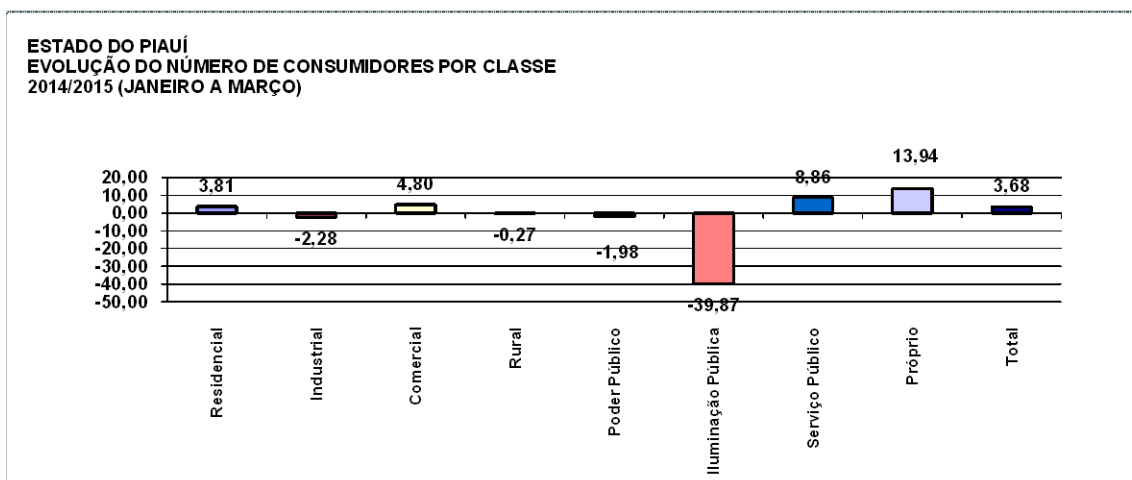 ESTADO DO PIAUÍ
EVOLUÇÃO DO NÚMERO DE CONSUMIDORES POR CLASSE
2014/2015 (JANEIRO A MARÇO)
13,94
20,00
3,81
4,80
8,86
3,68
10,00
0,00
-10,00
-2,28
-0,27
-1,98
-20,00
-30,00
-40,00
-50,00
-39,87
Residencial
Industrial
Comercial
Rural
Poder Público
Iluminação Pública
Serviço Público
Próprio
Total